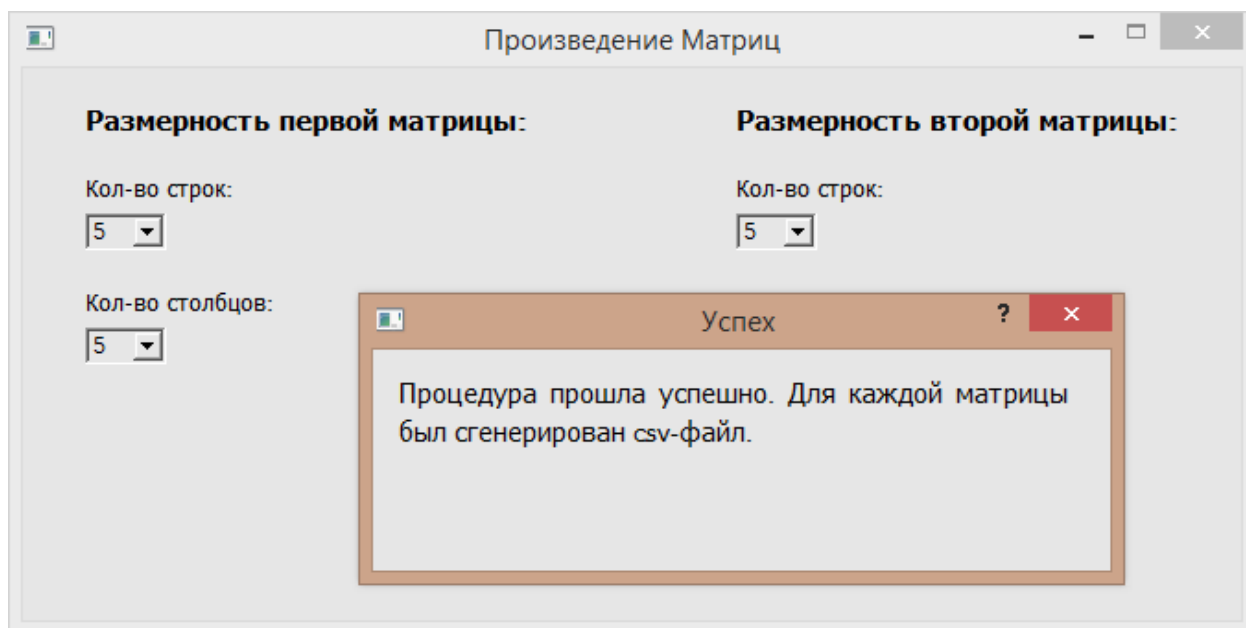 Произведение Матриц
Размерность первой матрицы:
Размерность второй матрицы:
Кол-во строк:
Кол-во строк:
5
5
Кол-во столбцов:
5
Успех
?
Процедура прошла успешно. Для каждой матрицы
был сгенерирован csv-файл.